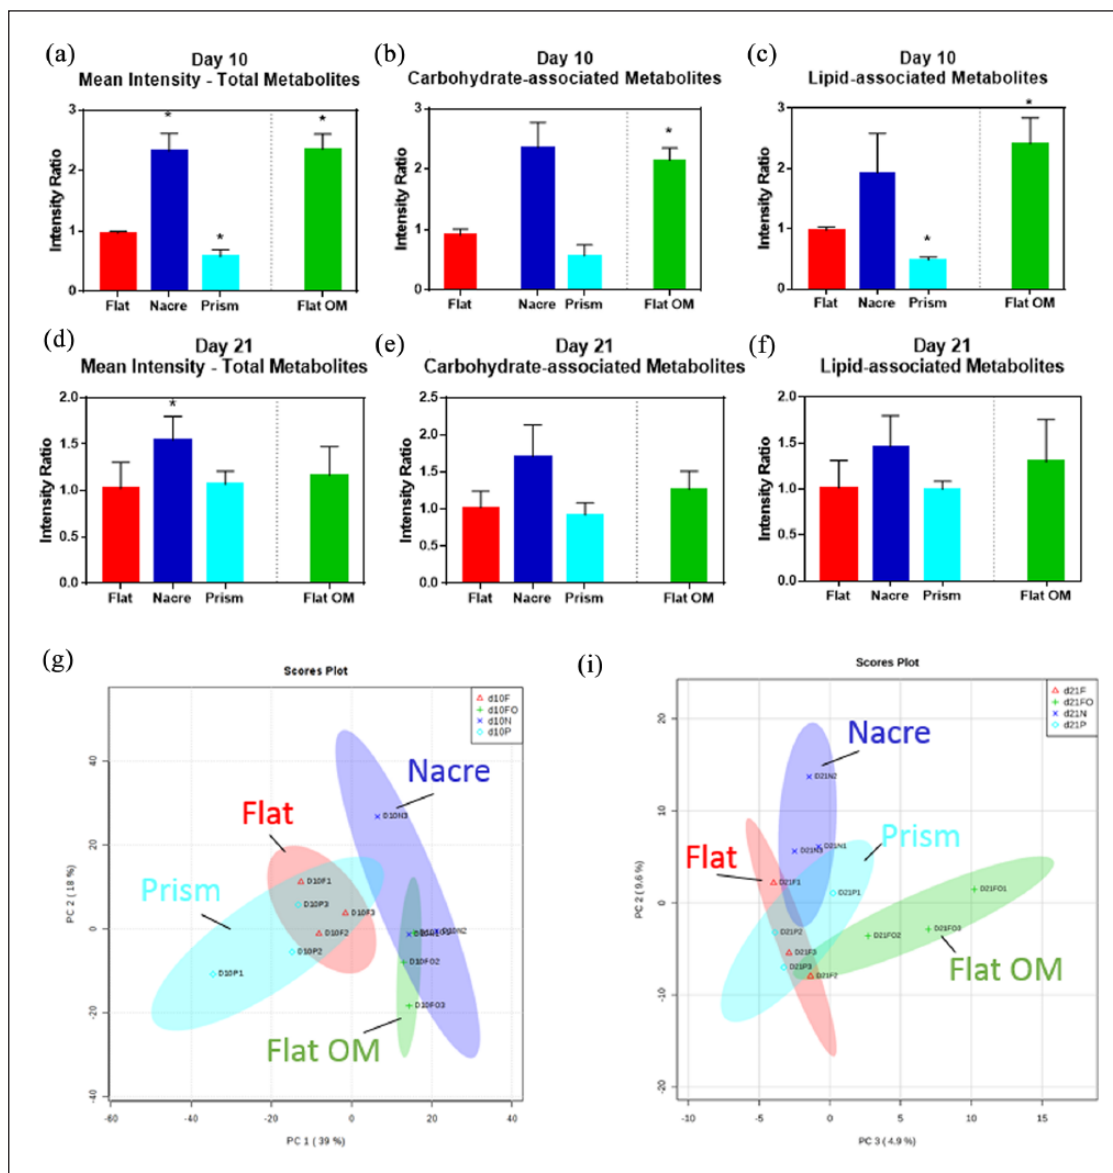 (a)
Day 10
Mean Intensity - Total Metabolites
Intensity Ratio
3
2
1
0
*
*
*
Flat Nacre Prism Flat OM
(b)
Day 10
Carbohydrate-associated Metabolites
Intensity Ratio
3
2
1
0
*
Flat Nacre Prism Flat OM
(c)
Day 10
Lipid-associated Metabolites
Intensity Ratio
3
2
1
0
*
*
Flat Nacre Prism Flat OM
(d)
Day 21
Mean Intensity - Total Metabolites
Intensity Ratio
2.0
1.5
1.0
0.5
0.0
*
Flat Nacre Prism Flat OM
(e)
Day 21
Carbohydrate-associated Metabolites
Intensity Ratio
2.5
2.0
1.5
1.0
0.5
0.0
Flat Nacre Prism Flat OM
(f)
Day 21
Lipid-associated Metabolites
Intensity Ratio
2.0
1.5
1.0
0.5
0.0
Flat Nacre Prism Flat OM
(g)
Scores Plot
d10F
d10FO
d10N
d10P
Nacre
Flat
Prism
Flat OM
D10N3
D10F1
D10P3
D10F3
D10F2
D10N2
D10P2
D10FO2
D10P1
D10FO3
PC 2 ( 18 %)
40
20
0
-20
-40
-60 -40 -20 0 20 40
PC 1 ( 39 %)
(i)
Scores Plot
d21F
d21FO
d21N
d21P
Nacre
Prism
Flat
Flat OM
D21N2
D21N1
D21N3
D21F1
D21P1
D21FO1
D21P2
D21FO3
D21FO2
D21F3
D21P3
D21F2
PC 2 ( 9.6 %)
20
10
0
-10
-20
-10 -5 0 5 10 15
PC 3 ( 4.9 %)